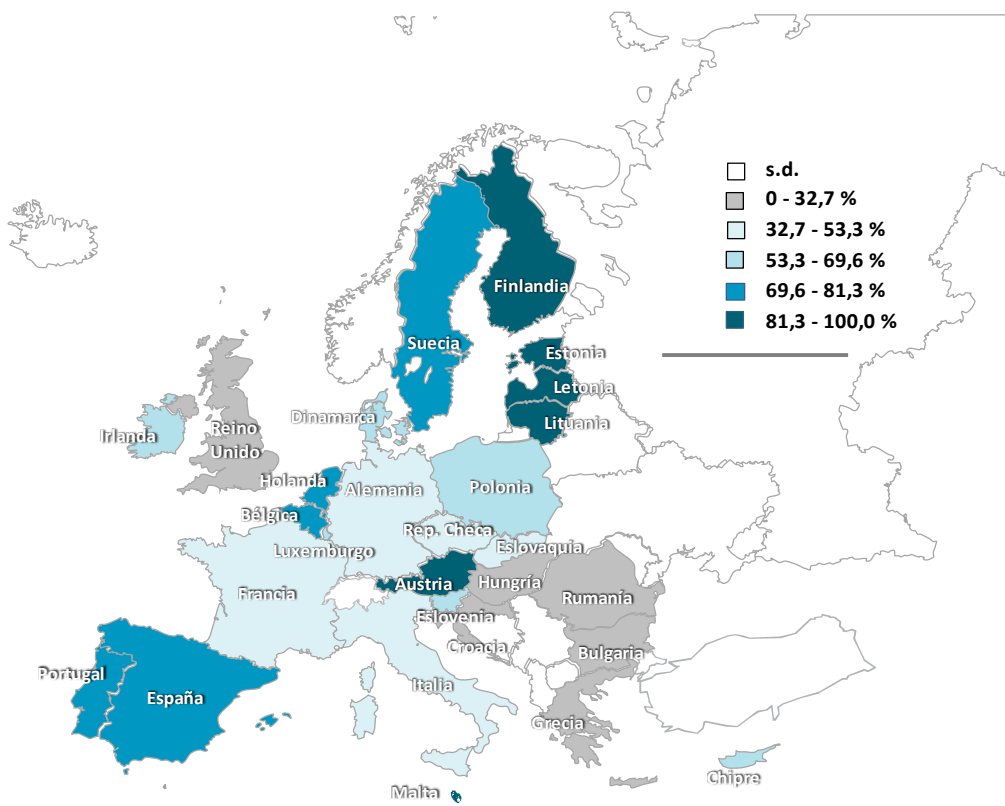 s.d.
0 - 32,7 %
32,7 - 53,3 %
53,3 - 69,6 %
69,6 - 81,3 %
81,3 - 100,0 %
Finlandia
Suecia
Estonia
Letonia
Lituania
Dinamarca
Irlanda
Reino
Unido
Holanda
Alemania
Polonia
Bélgica
Rep. Checa
Luxemburgo
Eslovaquia
Francia
Austria
Hungría
Rumanía
Eslovenia
Croacia
Bulgaria
Portugal
España
Italia
Grecia
Chipre
Malta